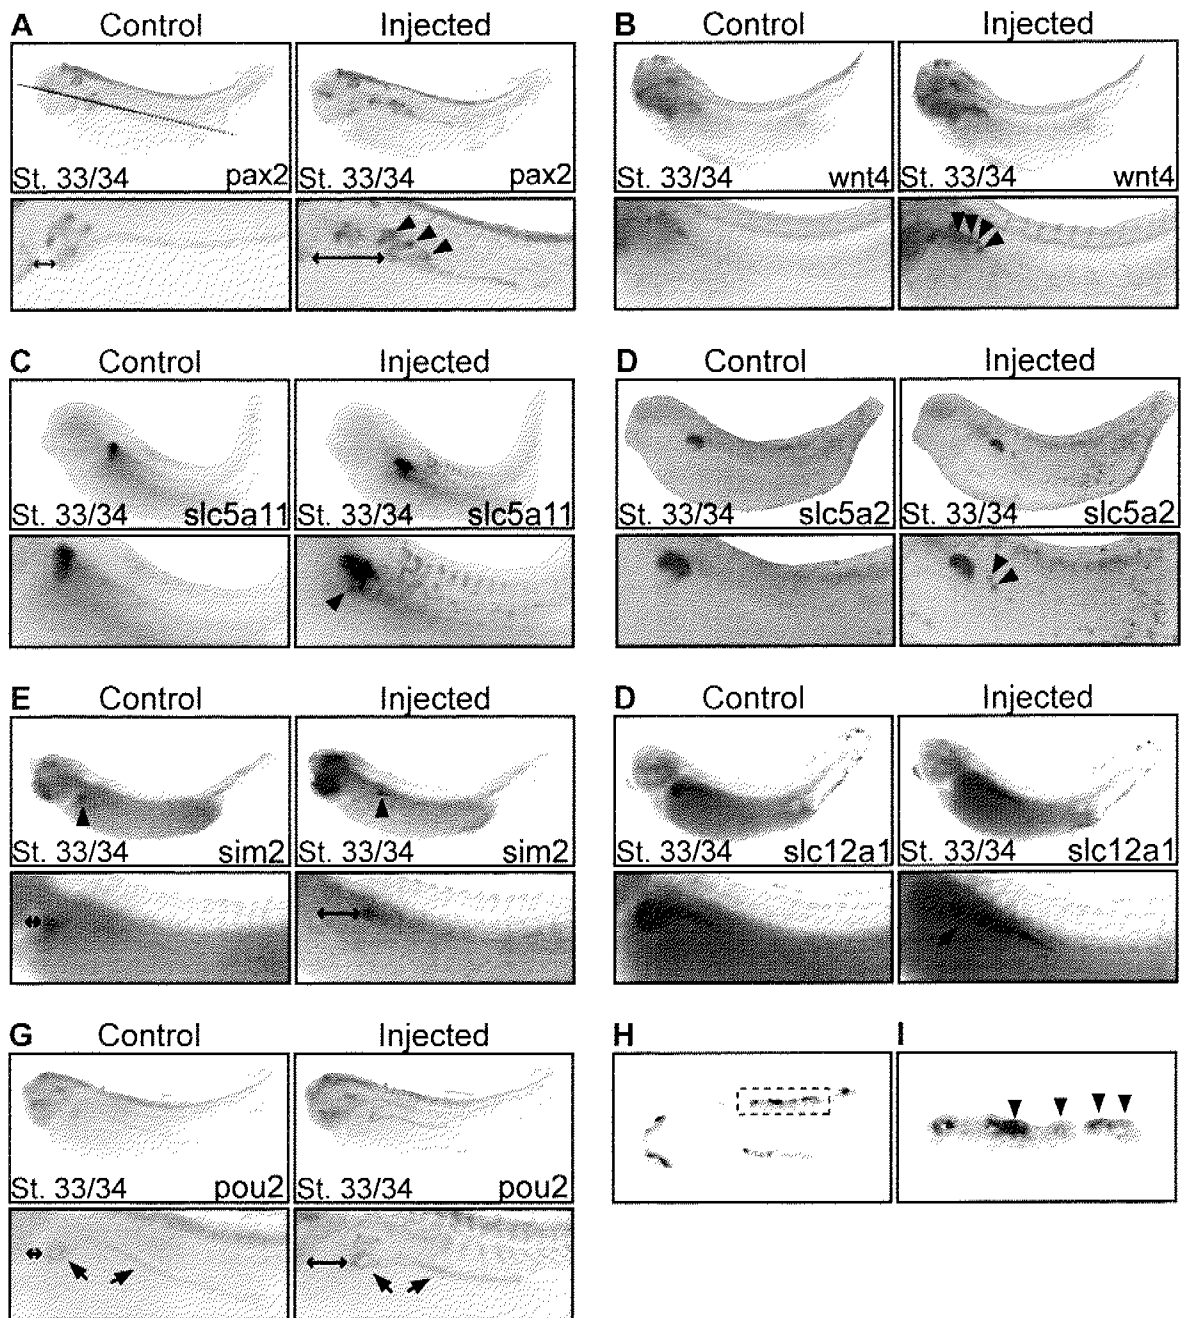 A Control Injected
B Control Injected
St. 33/34 pax2 St. 33/34 pax2
St. 33/34 wnt4 St. 33/34 wnt4
C Control Injected
D Control Injected
St. 33/34 slc5a11 St. 33/34 slc5a11
St. 33/34 slc5a2 St. 33/34 slc5a2
E Control Injected
D Control Injected
St. 33/34 sim2 St. 33/34 sim2
St. 33/34 slc12a1 St. 33/34 slc12a1
G Control Injected
H I
St. 33/34 pou2 St. 33/34 pou2